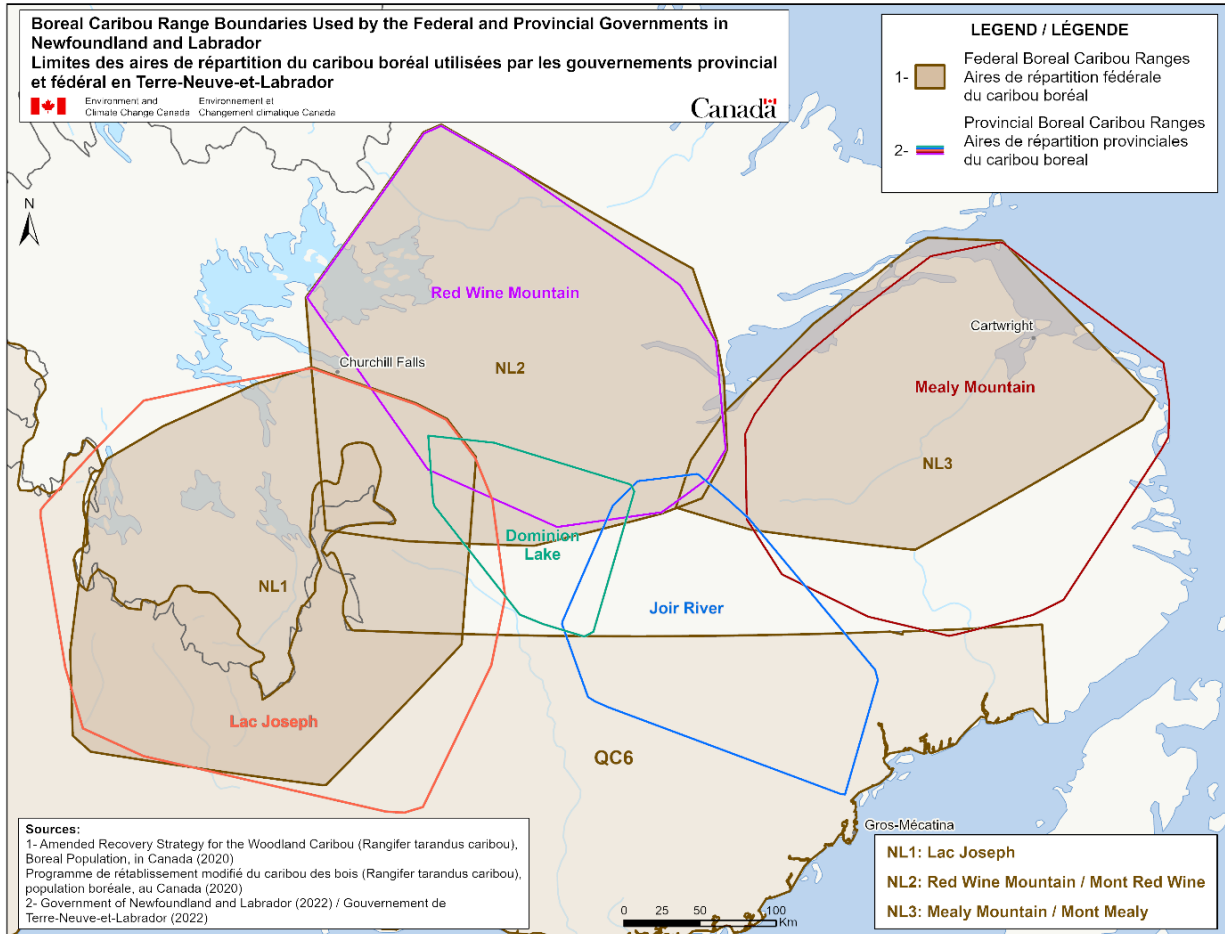 Boreal Caribou Range Boundaries Used by the Federal and Provincial Governments in
Newfoundland and Labrador
Limites des aires de répartition du caribou boréal utilisées par les gouvernements provincial
et fédéral en Terre-Neuve-et-Labrador
Environment and
Climate Change Canada
Environnement et
Changement climatique Canada
Canada
LEGEND / LÉGENDE
1-
Federal Boreal Caribou Ranges
Aires de répartition fédérale
du caribou boréal
2-
Provincial Boreal Caribou Ranges
Aires de répartition provinciales
du caribou boreal
N
Red Wine Mountain
Cartwright
Churchill Falls
NL2
Mealy Mountain
NL3
Dominion
Lake
NL1
Joir River
Lac Joseph
QC6
Gros-Mécatina
Sources:
1- Amended Recovery Strategy for the Woodland Caribou (Rangifer tarandus caribou),
Boreal Population, in Canada (2020)
Programme de rétablissement modifié du caribou des bois (Rangifer tarandus caribou),
population boréale, au Canada (2020)
2- Government of Newfoundland and Labrador (2022) / Gouvernement de
Terre-Neuve-et-Labrador (2022)
0 25 50 100
Km
NL1: Lac Joseph
NL2: Red Wine Mountain / Mont Red Wine
NL3: Mealy Mountain / Mont Mealy